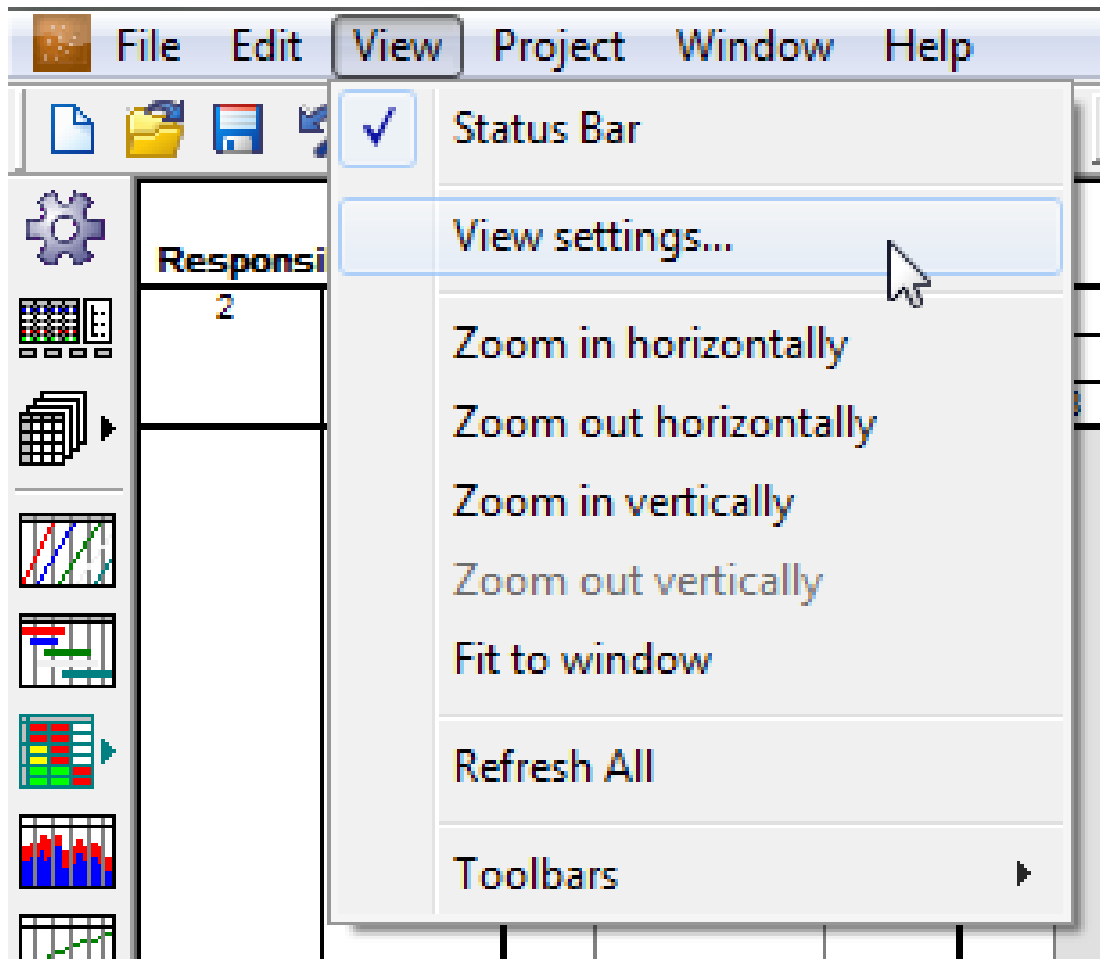 File Edit View Project Window Help
Status Bar
View settings...
Responsi
2
Zoom in horizontally
Zoom out horizontally
Zoom in vertically
Zoom out vertically
Fit to window
Refresh All
Toolbars